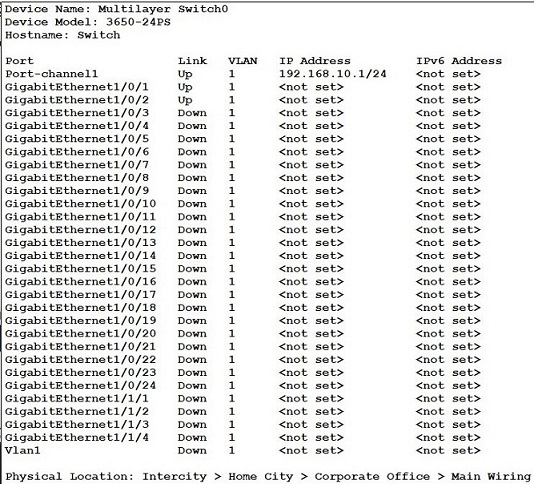 Device Name: Multilayer Switch0
Device Model: 3650-24PS
Hostname: Switch
Port Link VLAN IP Address IPv6 Address
Port-channel1 Up 1 192.168.10.1/24 <not set>
GigabitEthernet1/0/1 Up 1 <not set> <not set>
GigabitEthernet1/0/2 Up 1 <not set> <not set>
GigabitEthernet1/0/3 Down 1 <not set> <not set>
GigabitEthernet1/0/4 Down 1 <not set> <not set>
GigabitEthernet1/0/5 Down 1 <not set> <not set>
GigabitEthernet1/0/6 Down 1 <not set> <not set>
GigabitEthernet1/0/7 Down 1 <not set> <not set>
GigabitEthernet1/0/8 Down 1 <not set> <not set>
GigabitEthernet1/0/9 Down 1 <not set> <not set>
GigabitEthernet1/0/10 Down 1 <not set> <not set>
GigabitEthernet1/0/11 Down 1 <not set> <not set>
GigabitEthernet1/0/12 Down 1 <not set> <not set>
GigabitEthernet1/0/13 Down 1 <not set> <not set>
GigabitEthernet1/0/14 Down 1 <not set> <not set>
GigabitEthernet1/0/15 Down 1 <not set> <not set>
GigabitEthernet1/0/16 Down 1 <not set> <not set>
GigabitEthernet1/0/17 Down 1 <not set> <not set>
GigabitEthernet1/0/18 Down 1 <not set> <not set>
GigabitEthernet1/0/19 Down 1 <not set> <not set>
GigabitEthernet1/0/20 Down 1 <not set> <not set>
GigabitEthernet1/0/21 Down 1 <not set> <not set>
GigabitEthernet1/0/22 Down 1 <not set> <not set>
GigabitEthernet1/0/23 Down 1 <not set> <not set>
GigabitEthernet1/0/24 Down 1 <not set> <not set>
GigabitEthernet1/1/1 Down 1 <not set> <not set>
GigabitEthernet1/1/2 Down 1 <not set> <not set>
GigabitEthernet1/1/3 Down 1 <not set> <not set>
GigabitEthernet1/1/4 Down 1 <not set> <not set>
Vlan1 Down 1 <not set> <not set>
Physical Location: Intercity > Home City > Corporate Office > Main Wiring